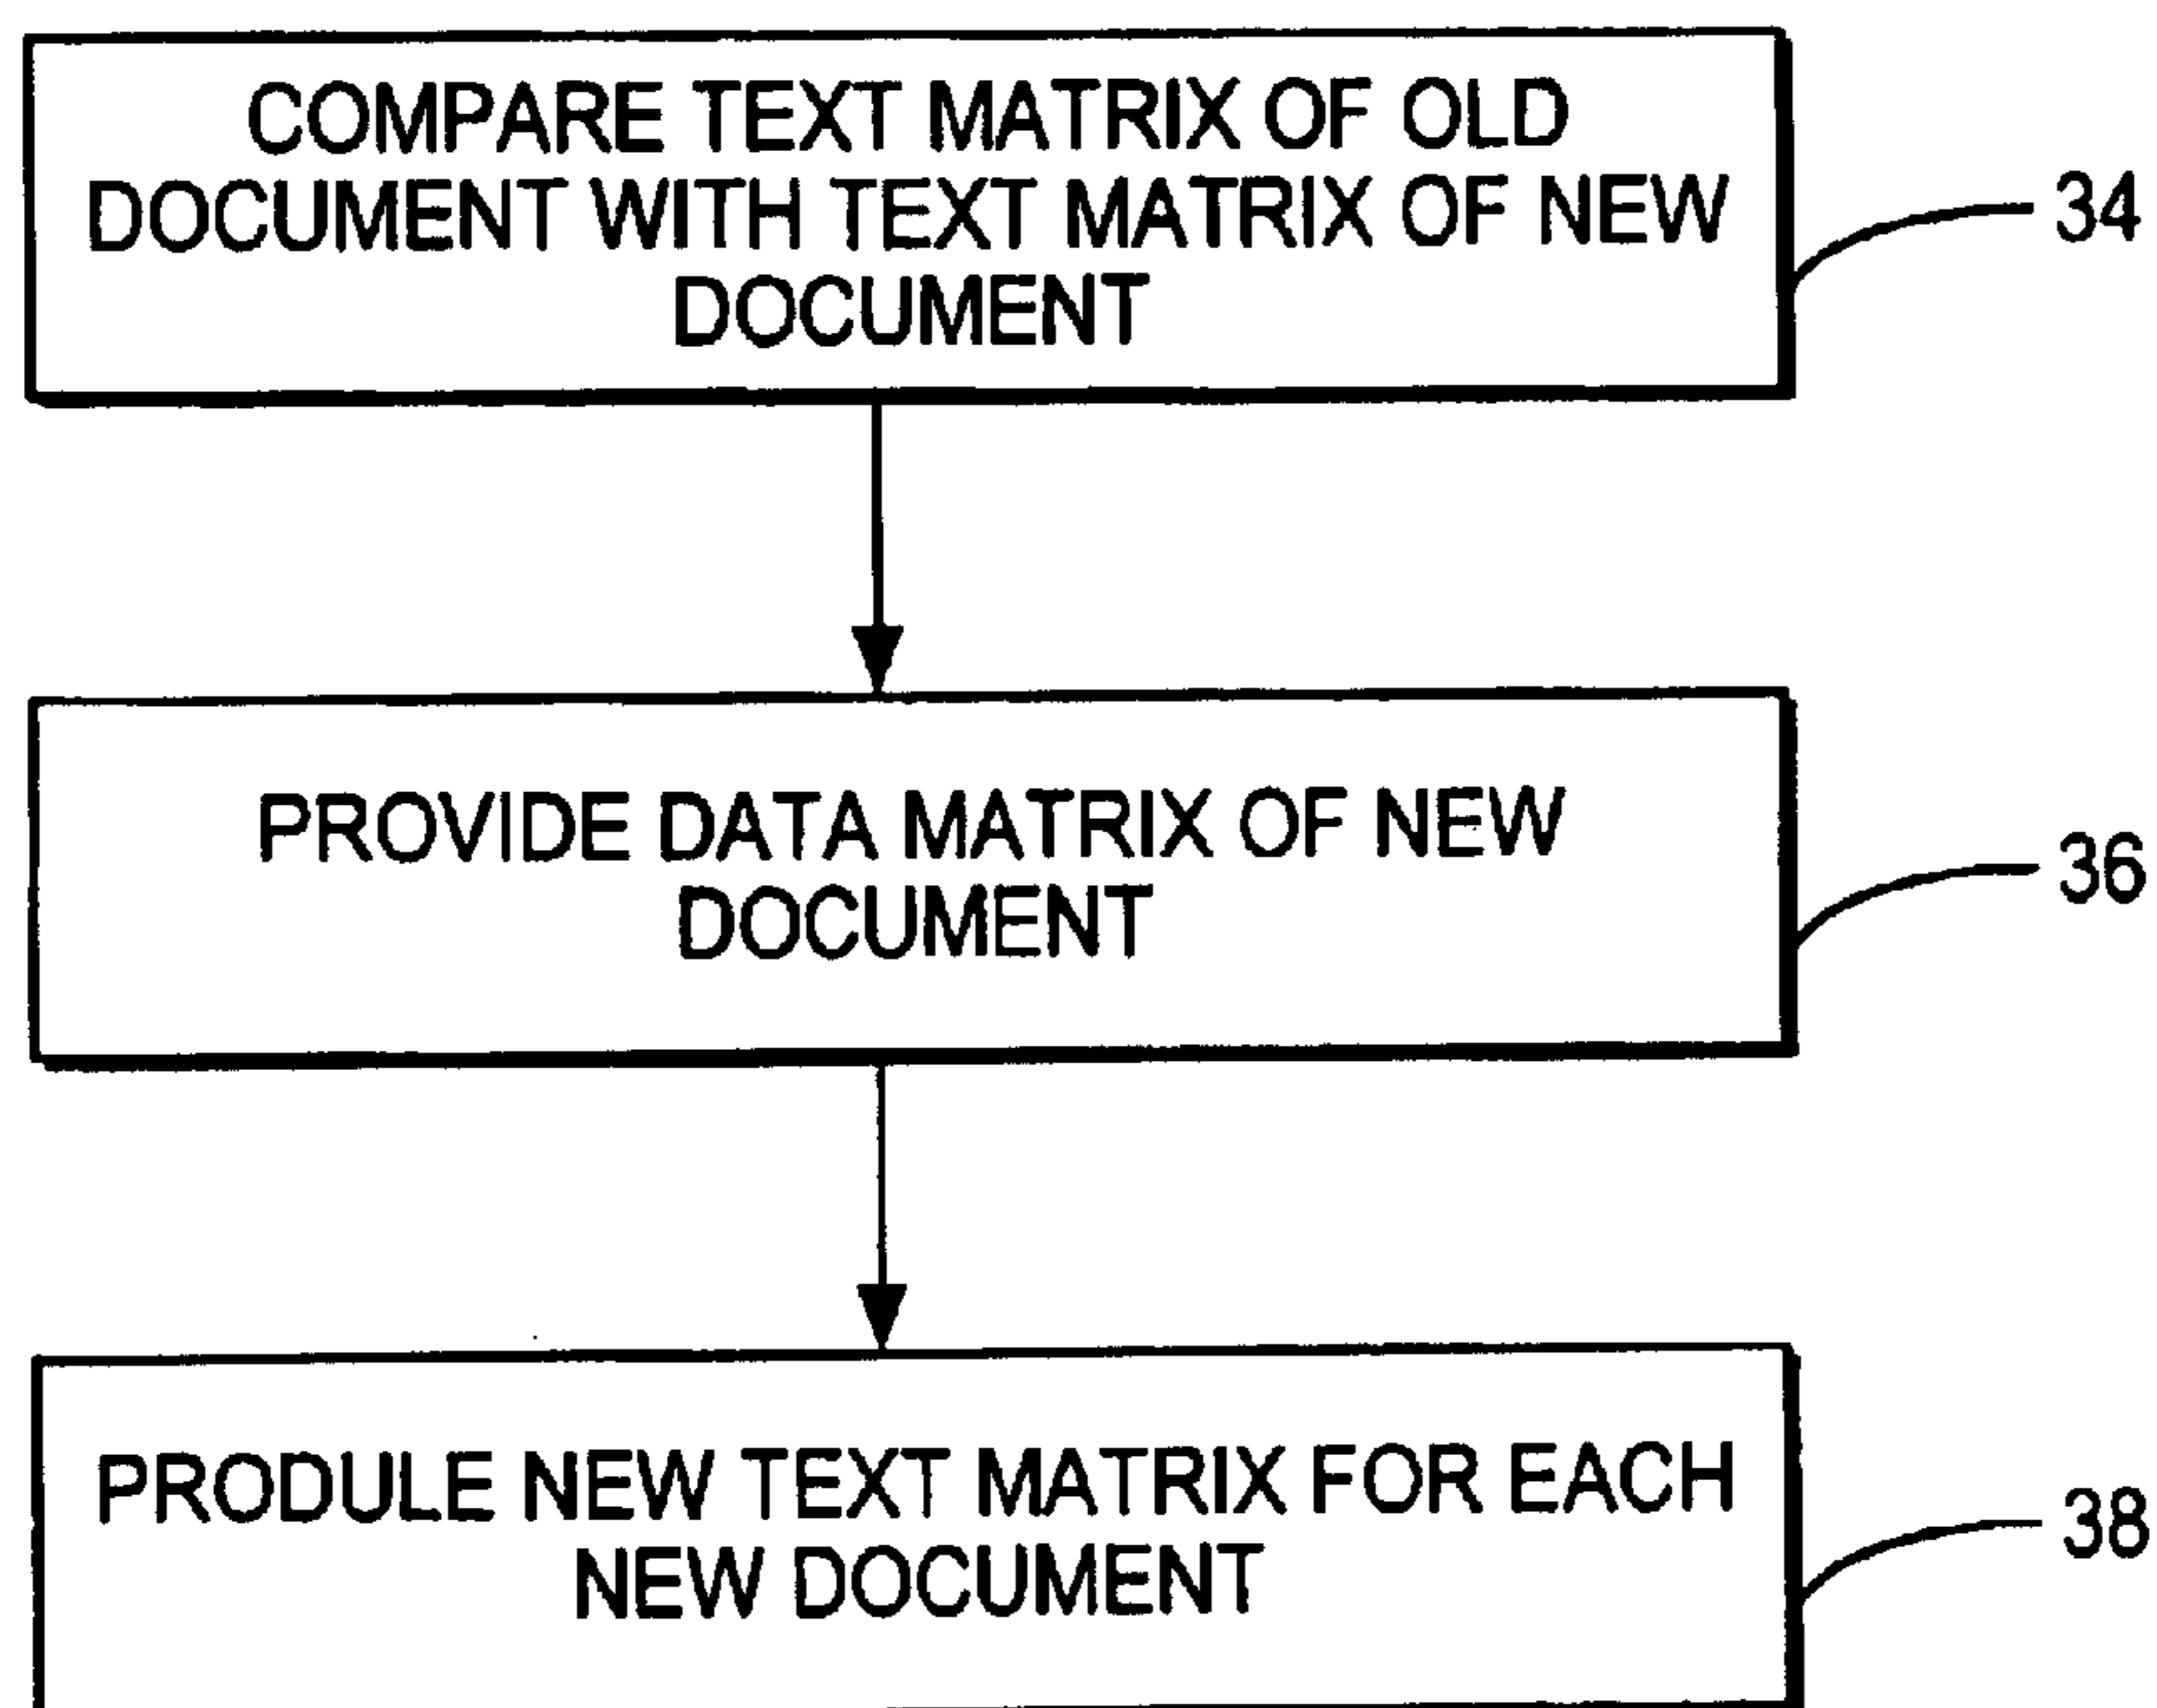 COMPARE TEXT MATRIX OF OLD
DOCUMENT WITH TEXT MATRIX OF NEW
DOCUMENT
34
PROVIDE DATA MATRIX OF NEW
DOCUMENT
36
PRODULE NEW TEXT MATRIX FOR EACH
NEW DOCUMENT
38